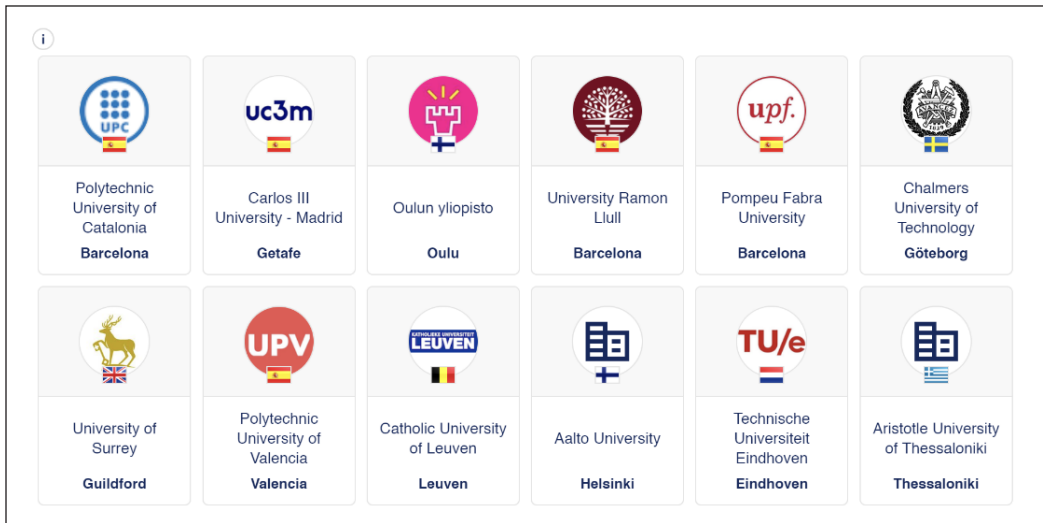 i
UPC
uc3m
upf.
AVANCEZ
1829
Polytechnic
University of
Catalonia
Barcelona
Carlos III
University - Madrid
Getafe
Oulun yliopisto
Oulu
University Ramon
Llull
Barcelona
Pompeu Fabra
University
Barcelona
Chalmers
University of
Technology
Göteborg
UPV
KATHOLIEKE UNIVERSITEIT
LEUVEN
TU/e
University of
Surrey
Guildford
Polytechnic
University of
Valencia
Valencia
Catholic University
of Leuven
Leuven
Aalto University
Helsinki
Technische
Universiteit
Eindhoven
Eindhoven
Aristotle University
of Thessaloniki
Thessaloniki